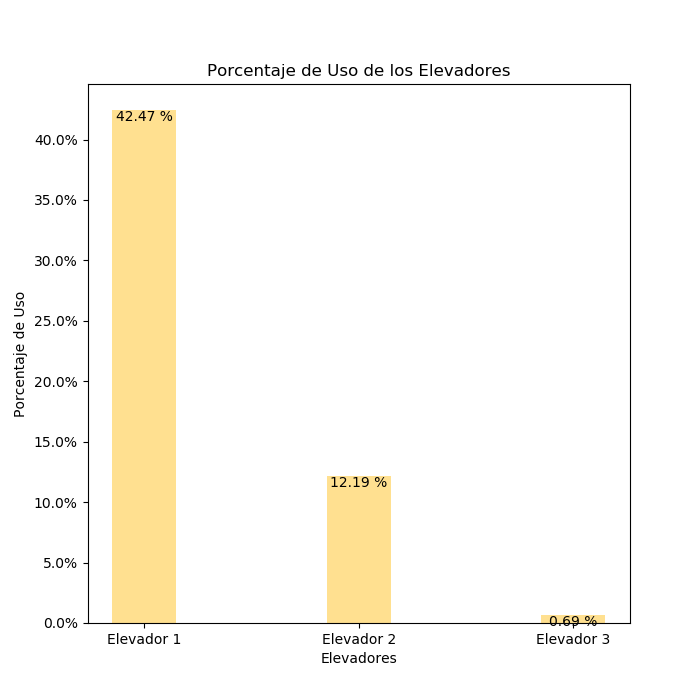 Porcentaje de Uso de los Elevadores
42.47 %
40.0%
35.0%
30.0%
25.0%
20.0%
15.0%
12.19 %
10.0%
5.0%
0.69 %
0.0%
Porcentaje de Uso
Elevador 1
Elevador 2
Elevador 3
Elevadores